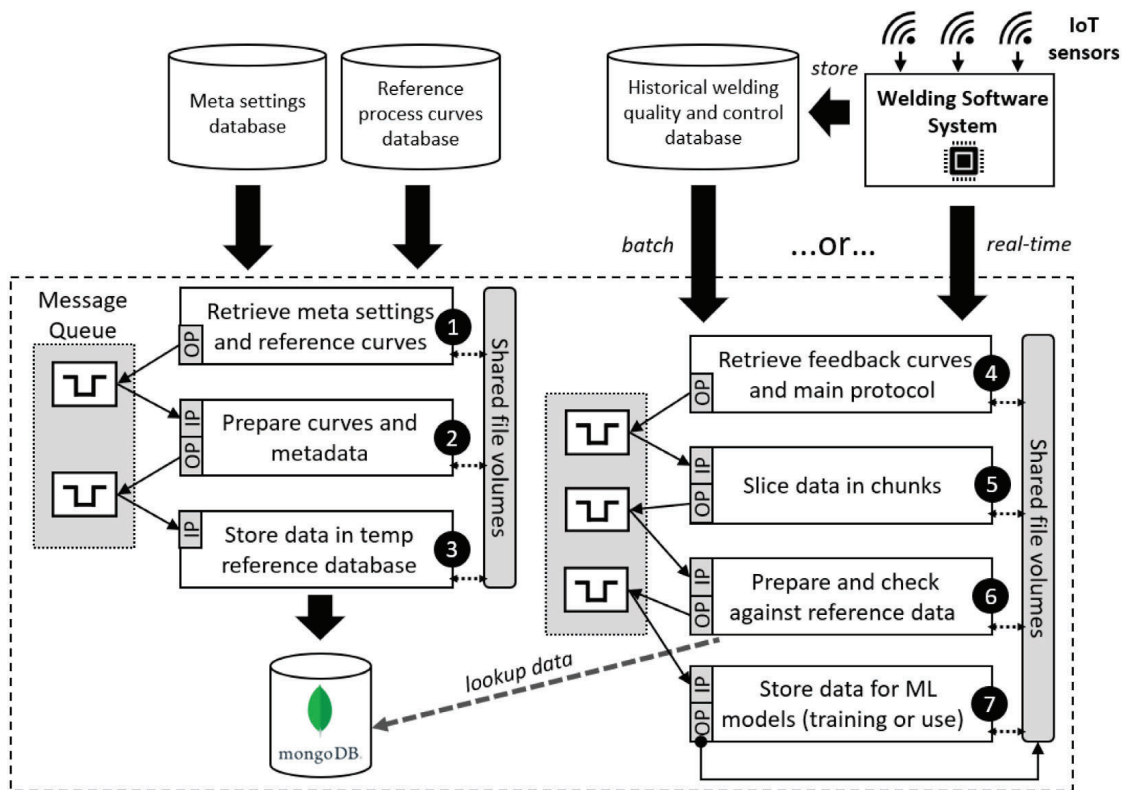 IoT
sensors
Meta settings
database
Reference
process curves
database
Historical welding
quality and control
database
store
Welding Software
System
batch
...or...
real-time
Message
Queue
Retrieve meta settings
and reference curves
1
OP
Prepare curves and
metadata
2
IP
OP
Store data in temp
reference database
3
IP
Shared file volumes
mongoDB.
lookup data
Retrieve feedback curves
and main protocol
4
OP
Slice data in chunks
5
IP
OP
Prepare and check
against reference data
6
IP
OP
Store data for ML
models (training or use)
7
IP
OP
Shared file volumes